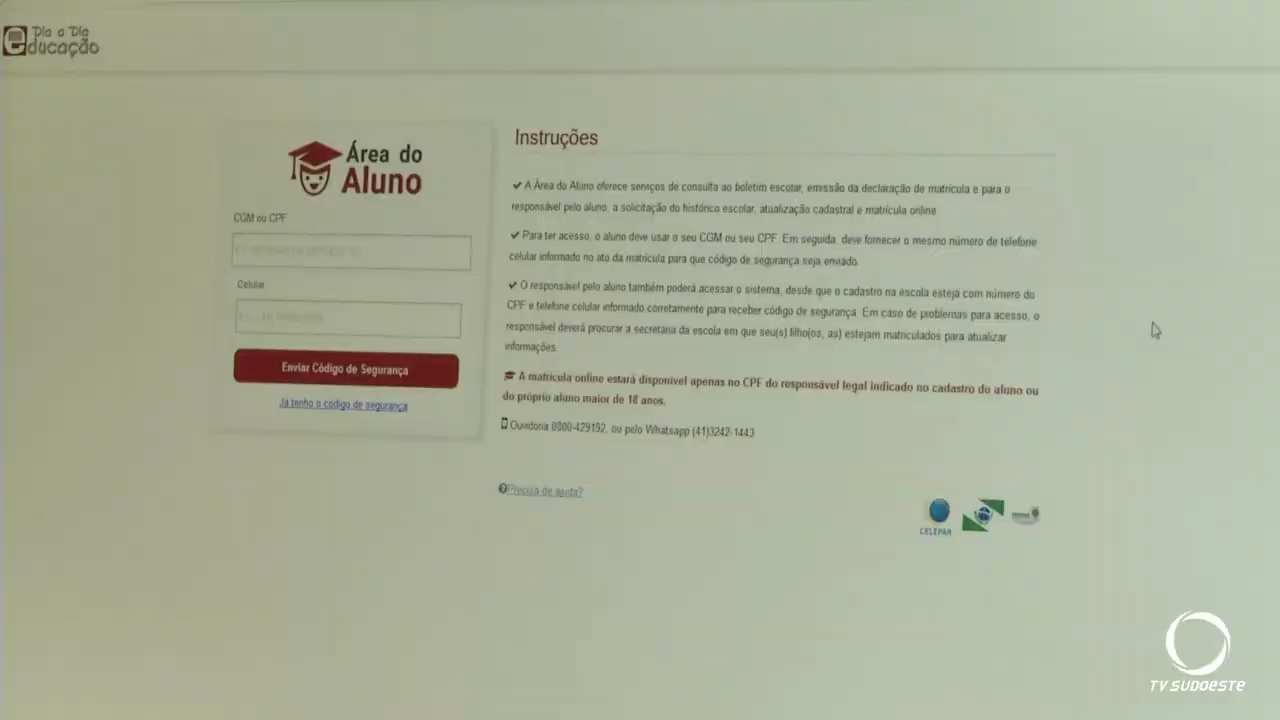 Dia a Dia
educação
Área do
Aluno
CGM ou CPF
Celular
Enviar Código de Segurança
Já tenho o código de segurança
Instruções
A Área do Aluno oferece serviços de consulta ao boletim escolar, emissão da declaração de matrícula e para o
responsável pelo aluno, a solicitação do histórico escolar, atualização cadastral e matrícula online
Para ter acesso, o aluno deve usar o seu CGM ou seu CPF. Em seguida, deve fornecer o mesmo número de telefone
celular informado no ato da matrícula para que código de segurança seja enviado.
O responsável pelo aluno também poderá acessar o sistema, desde que o cadastro na escola esteja com número do
CPF e telefone celular informado corretamente para receber código de segurança. Em caso de problemas para acesso, o
responsável deverá procurar a secretaria da escola em que seu(s) filho(os, as) estejam matriculados para atualizar
informações.
A matrícula online estará disponível apenas no CPF do responsável legal indicado no cadastro do aluno ou
do próprio aluno maior de 18 anos.
Ouvidoria 0800-429192, ou pelo Whatsapp (41)3242-1443
Precisa de ajuda?
CELEPAR
TV SUDOESTE